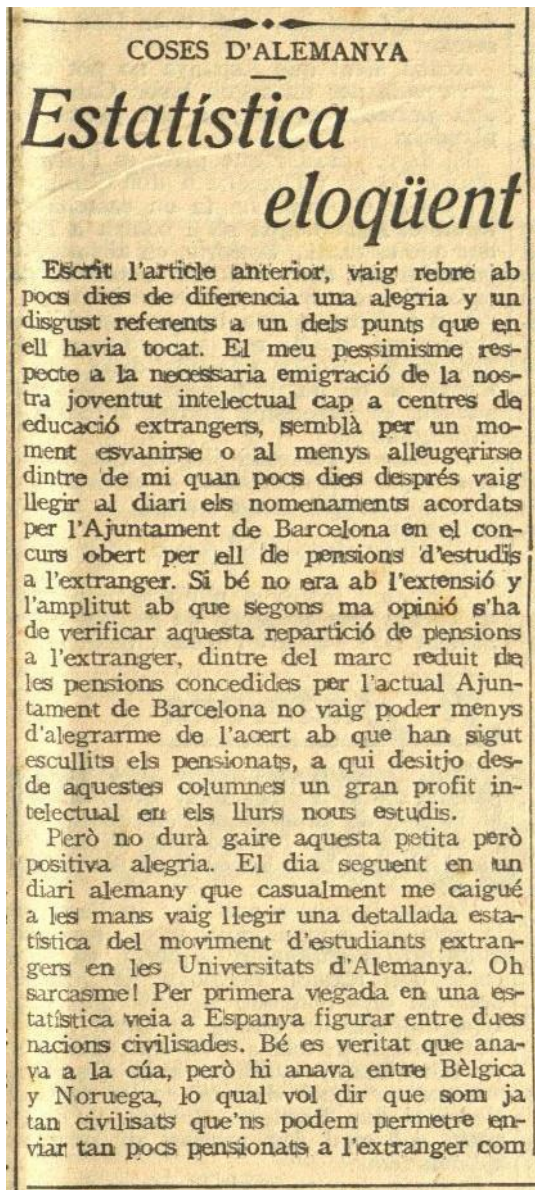 COSES D'ALEMANYA
Estatística
eloqüent
Escrit l'article anterior, vaig rebre ab
pocs dies de diferencia una alegria y un
disgust referents a un dels punts que en
ell havia tocat. El meu pessimisme res-
pecte a la necessaria emigració de la nos-
tra joventut intelectual cap a centres de
educació extrangers, semblà per un mo-
ment esvanirse o al menys alleugerirse
dintre de mi quan pocs dies després vaig
llegir al diari els nomenaments acordats
per l'Ajuntament de Barcelona en el con-
curs obert per ell de pensions d'estudis
a l'extranger. Si bé no era ab l'extensió y
l'amplitut ab que segons ma opinió s'ha
de verificar aquesta repartició de pensions
a l'extranger, dintre del marc reduit de
les pensions concedides per l'actual Ajun-
tament de Barcelona no vaig poder menys
d'alegrarme de l'acert ab que han sigut
escullits els pensionats, a qui desitjo des-
de aquestes columnes un gran profit in-
telectual en els llurs nous estudis.
Però no durà gaire aquesta petita però
positiva alegria. El dia seguent en un
diari alemany que casualment me caigué
a les mans vaig llegir una detallada esta-
tística del moviment d'estudiants extran-
gers en les Universitats d'Alemanya. Oh
sarcasme! Per primera vegada en una es-
tatística veia a Espanya figurar entre dues
nacions civilisades. Bé es veritat que ana-
va a la cúa, però hi anava entre Bèlgica
y Noruega, lo qual vol dir que som ja
tan civilisats que'ns podem permetre en-
viar tan pocs pensionats a l'extranger com